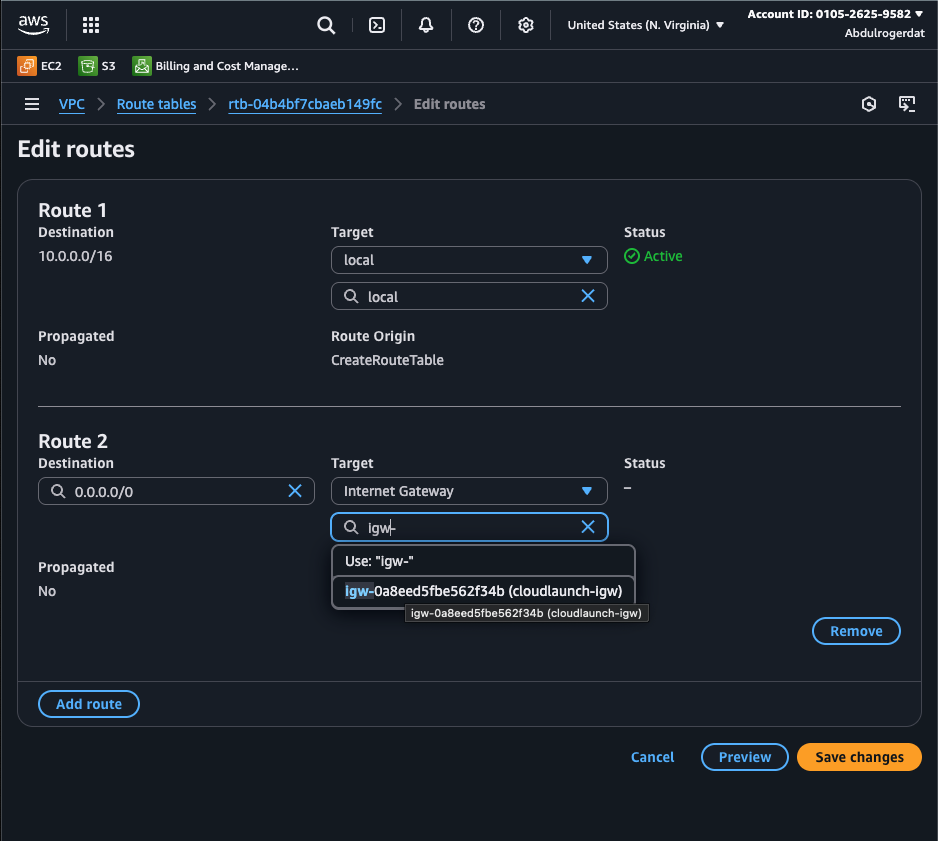 aws
United States (N. Virginia)
Account ID: 0105-2625-9582
Abdulrogerdat
EC2
S3
Billing and Cost Manage...
VPC
Route tables
rtb-04b4bf7cbaeb149fc
Edit routes
Edit routes
Route 1
Destination
Target
Status
10.0.0.0/16
local
Active
local
Propagated
Route Origin
No
CreateRouteTable
Route 2
Destination
Target
Status
0.0.0.0/0
Internet Gateway
–
igw-
Use: "igw-"
Propagated
No
igw-0a8eed5fbe562f34b (cloudlaunch-igw)
igw-0a8eed5fbe562f34b (cloudlaunch-igw)
Remove
Add route
Cancel
Preview
Save changes